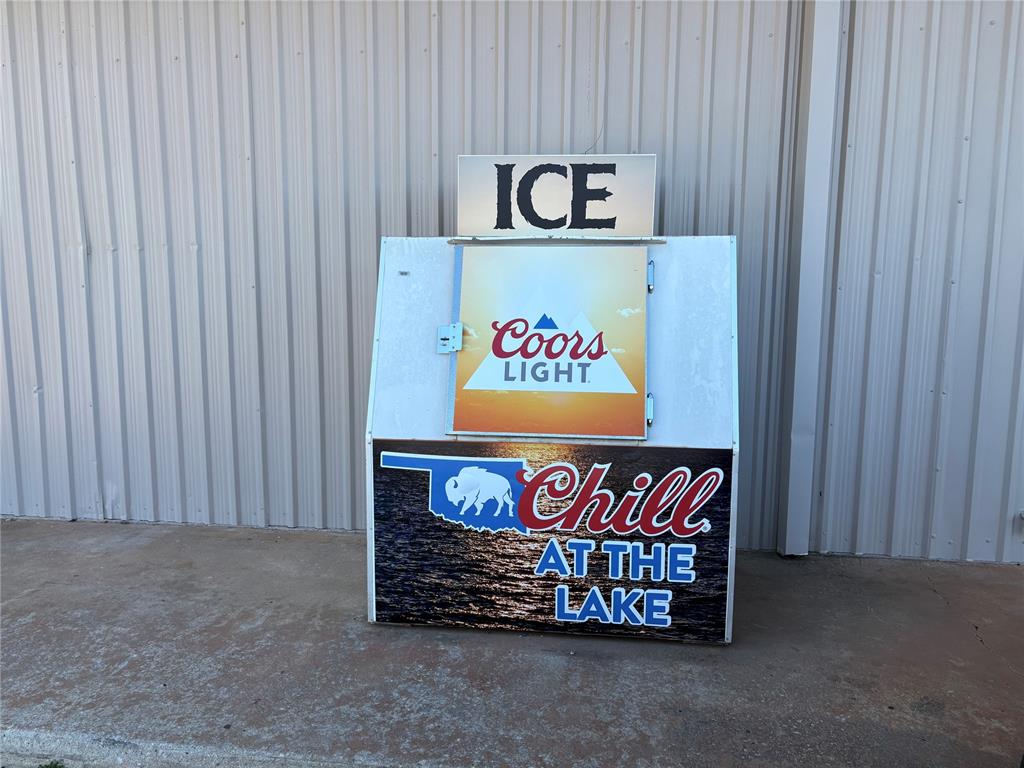 ICE
Coors
LIGHT
Chill
AT THE
LAKE